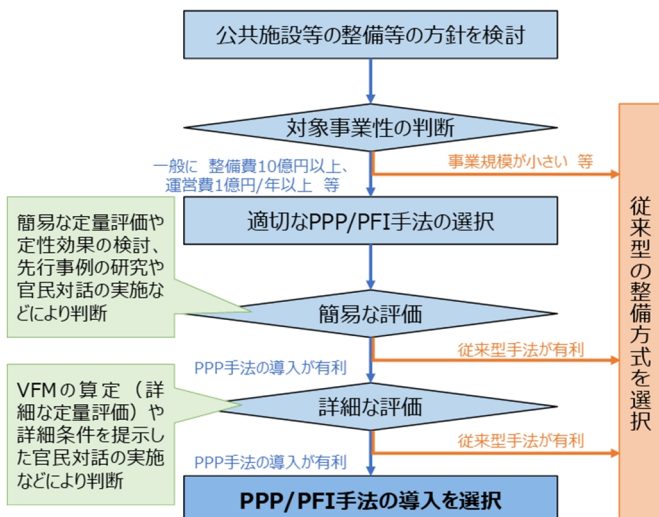 公共施設等の整備等の方針を検討
対象事業性の判断
一般に 整備費10億円以上、
運営費1億円/年以上 等
事業規模が小さい 等
適切なPPP/PFI手法の選択
簡易な定量評価や
定性効果の検討、
先行事例の研究や
官民対話の実施な
どにより判断
簡易な評価
従来型手法が有利
PPP手法の導入が有利
VFMの算定(詳
細な定量評価)や
詳細条件を提示し
た官民対話の実施
などにより判断
詳細な評価
従来型手法が有利
PPP手法の導入が有利
PPP/PFI手法の導入を選択
従来型の整備方式を選択